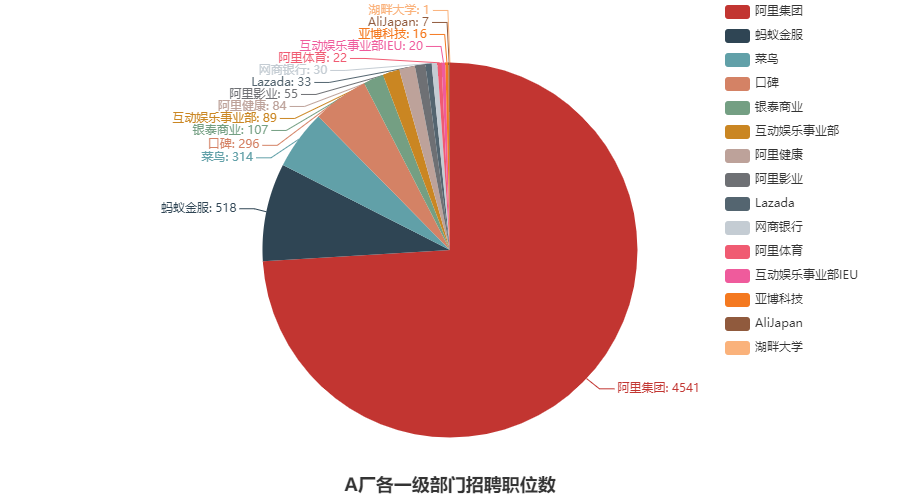 湖畔大学: 1
AliJapan: 7
亚博科技: 16
互动娱乐事业部IEU: 20
阿里体育: 22
网商银行: 30
Lazada: 33
阿里影业: 55
阿里健康: 84
互动娱乐事业部: 89
银泰商业: 107
口碑: 296
菜鸟: 314
蚂蚁金服: 518
阿里集团: 4541
阿里集团
蚂蚁金服
菜鸟
口碑
银泰商业
互动娱乐事业部
阿里健康
阿里影业
Lazada
网商银行
阿里体育
互动娱乐事业部IEU
亚博科技
AliJapan
湖畔大学
A厂各一级部门招聘职位数